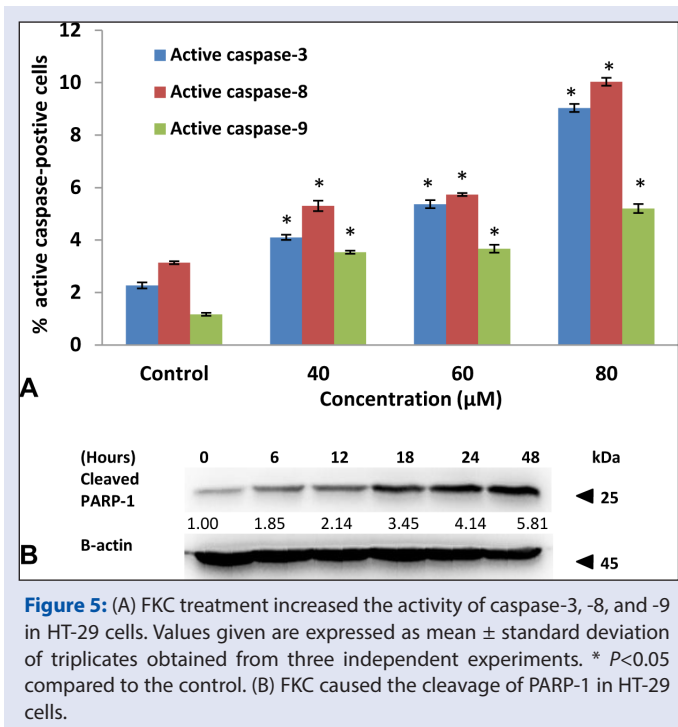 12
10
8
6
4
2
0
% active caspase-postive cells
Active caspase-3
Active caspase-8
Active caspase-9
* * * * * * * * *
Control 40 60 80
Concentration (µM)
A
(Hours) 0 6 12 18 24 48 kDa
Cleaved
PARP-1
25
1.00 1.85 2.14 3.45 4.14 5.81
B-actin
45
B
Figure 5: (A) FKC treatment increased the activity of caspase-3, -8, and -9
in HT-29 cells. Values given are expressed as mean ± standard deviation
of triplicates obtained from three independent experiments. * P<0.05
compared to the control. (B) FKC caused the cleavage of PARP-1 in HT-29
cells.